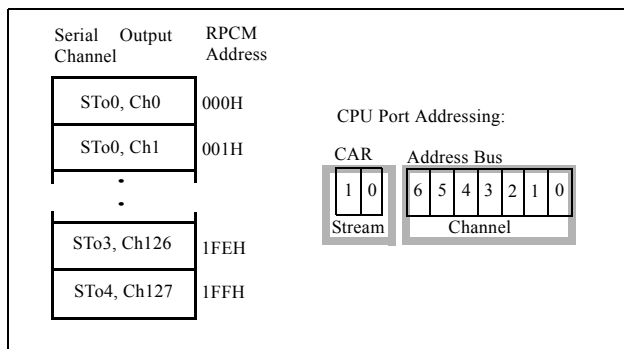 Serial Output Channel
RPCM Address
STo0, Ch0
000H
STo0, Ch1
001H
STo3, Ch126
1FEH
STo4, Ch127
1FFH
CPU Port Addressing:
CAR
Address Bus
1 0
6 5 4 3 2 1 0
Stream
Channel